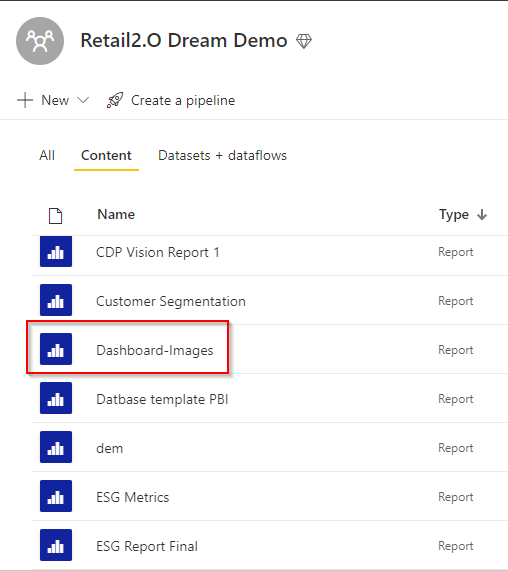 Retail2.O Dream Demo
New Create a pipeline
All Content Datasets + dataflows
Name Type
CDP Vision Report 1 Report
Customer Segmentation Report
Dashboard-Images Report
Datbase template PBI Report
dem Report
ESG Metrics Report
ESG Report Final Report